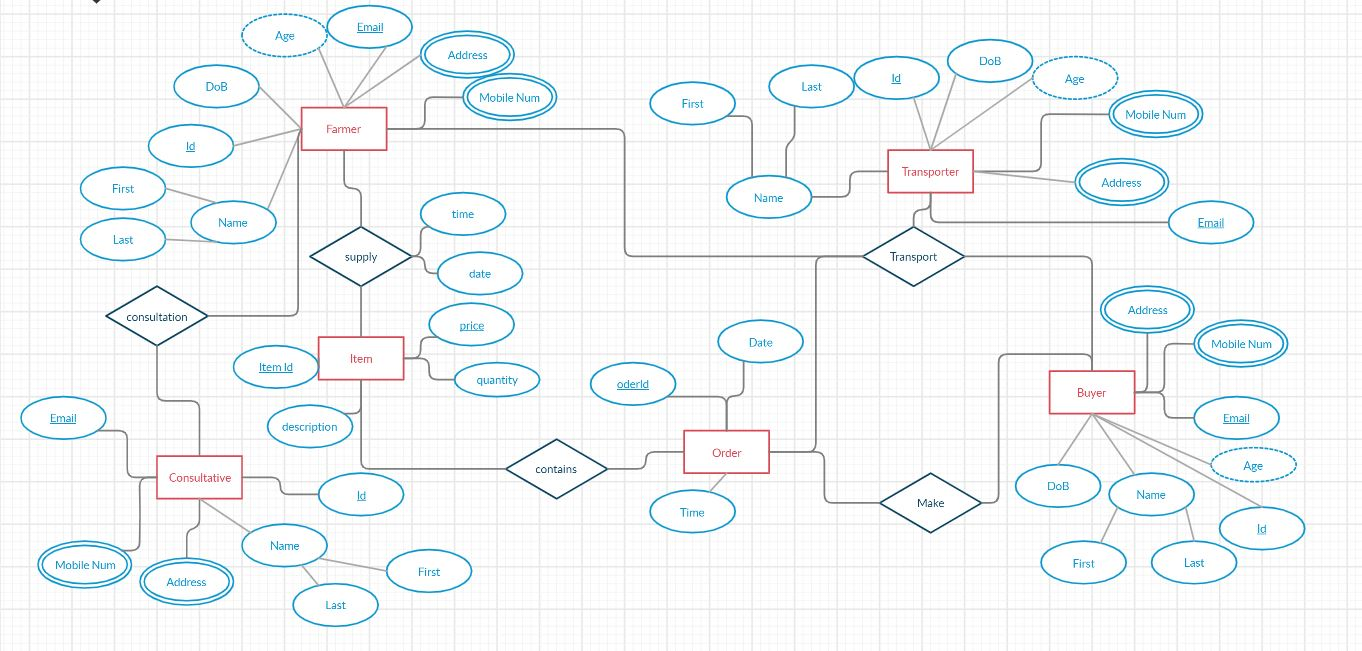 Email
Age
Address
DoB
Mobile Num
Farmer
Id
First
Name
Last
DoB
Last
Id
Age
First
Mobile Num
Transporter
Address
Name
Email
time
supply
date
Transport
consultation
price
Item
Item Id
quantity
description
Date
oderId
Order
Time
contains
Make
Address
Mobile Num
Buyer
Email
Age
DoB
Name
Id
First
Last
Email
Consultative
Id
Name
Mobile Num
Address
First
Last